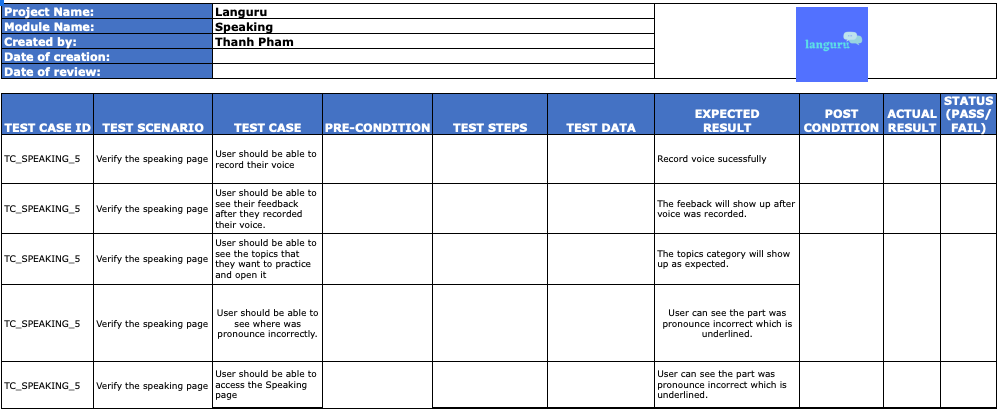 Project Name: Languru
Module Name: Speaking
Created by: Thanh Pham
Date of creation:
Date of review:
languru
TEST CASE ID TEST SCENARIO TEST CASE PRE-CONDITION TEST STEPS TEST DATA EXPECTED RESULT POST CONDITION ACTUAL RESULT STATUS (PASS/ FAIL)
TC_SPEAKING_5 Verify the speaking page User should be able to record their voice Record voice sucessfully
TC_SPEAKING_5 Verify the speaking page User should be able to see their feedback after they recorded their voice. The feeback will show up after voice was recorded.
TC_SPEAKING_5 Verify the speaking page User should be able to see the topics that they want to practice and open it The topics category will show up as expected.
TC_SPEAKING_5 Verify the speaking page User should be able to see where was pronounce incorrectly. User can see the part was pronounce incorrect which is underlined.
TC_SPEAKING_5 Verify the speaking page User should be able to access the Speaking page User can see the part was pronounce incorrect which is underlined.